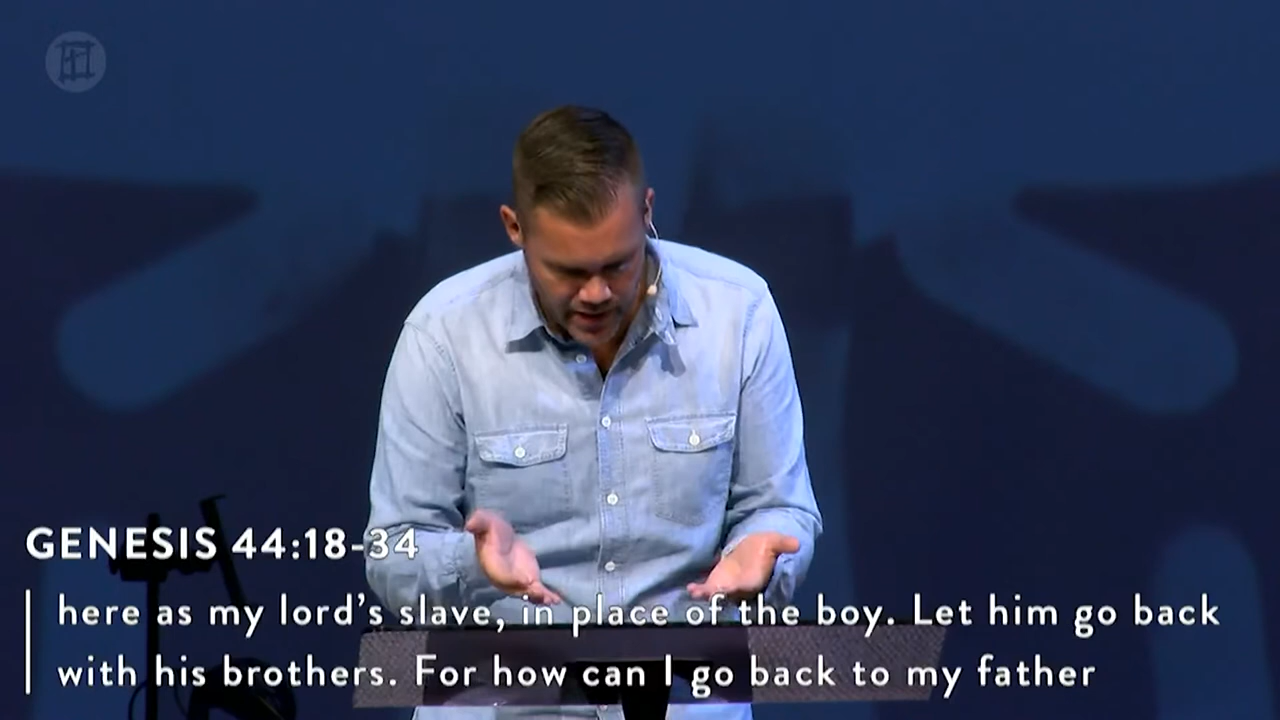 GENESIS 44:18-34
here as my lord’s slave, in place of the boy. Let him go back
with his brothers. For how can I go back to my father